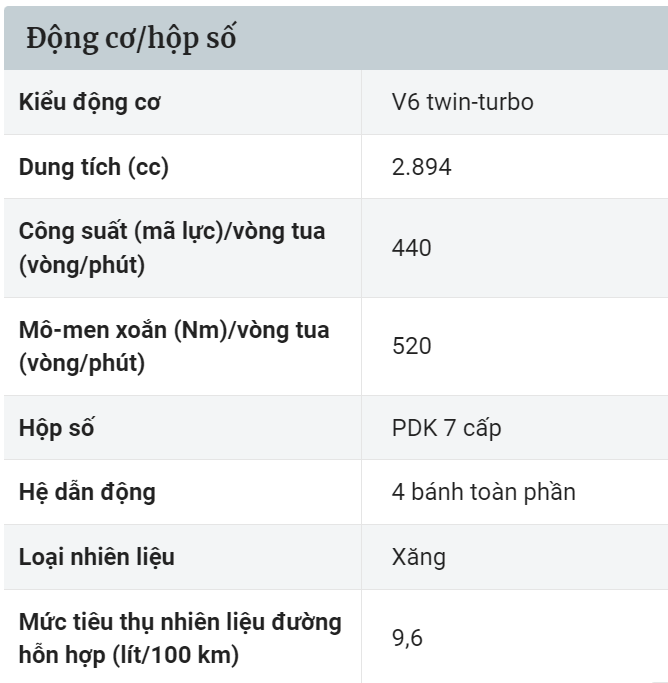 Động cơ/hộp số
Kiểu động cơ
V6 twin-turbo
Dung tích (cc)
2.894
Công suất (mã lực)/vòng tua
(vòng/phút)
440
Mô-men xoắn (Nm)/vòng tua
(vòng/phút)
520
Hộp số
PDK 7 cấp
Hệ dẫn động
4 bánh toàn phần
Loại nhiên liệu
Xăng
Mức tiêu thụ nhiên liệu đường
hỗn hợp (lít/100 km)
9,6